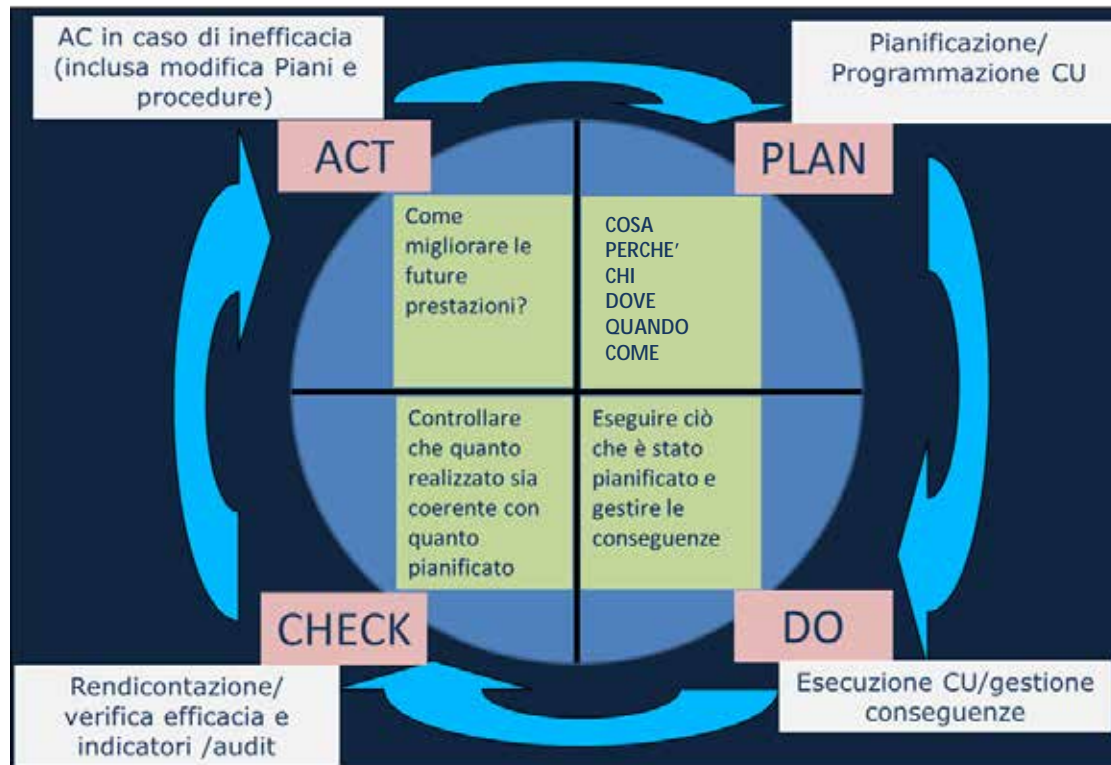 AC in caso di inefficacia
(inclusa modifica Piani e
procedure)
Pianificazione/
Programmazione CU
ACT
PLAN
Come
migliorare le
future
prestazioni?
COSA
PERCHE’
CHI
DOVE
QUANDO
COME
Controllare
che quanto
realizzato sia
coerente con
quanto
pianificato
Eseguire ciò
che è stato
pianificato e
gestire le
conseguenze
CHECK
DO
Rendicontazione/
verifica efficacia e
indicatori /audit
Esecuzione CU/gestione
conseguenze